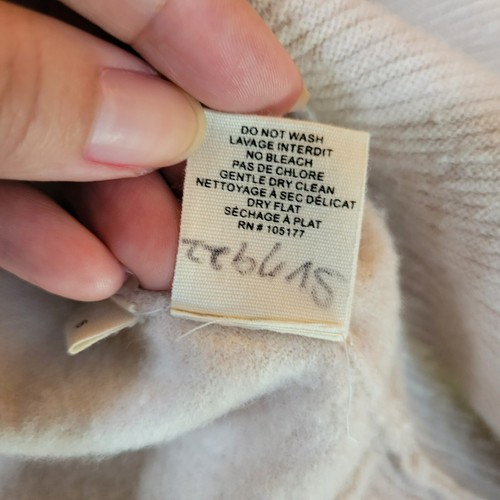 DO NOT WASH
LAVAGE INTERDIT
NO BLEACH
PAS DE CHLORE
GENTLE DRY CLEAN
NETTOYAGE À SEC DÉLICAT
DRY FLAT
SÉCHAGE À PLAT
RN # 105177